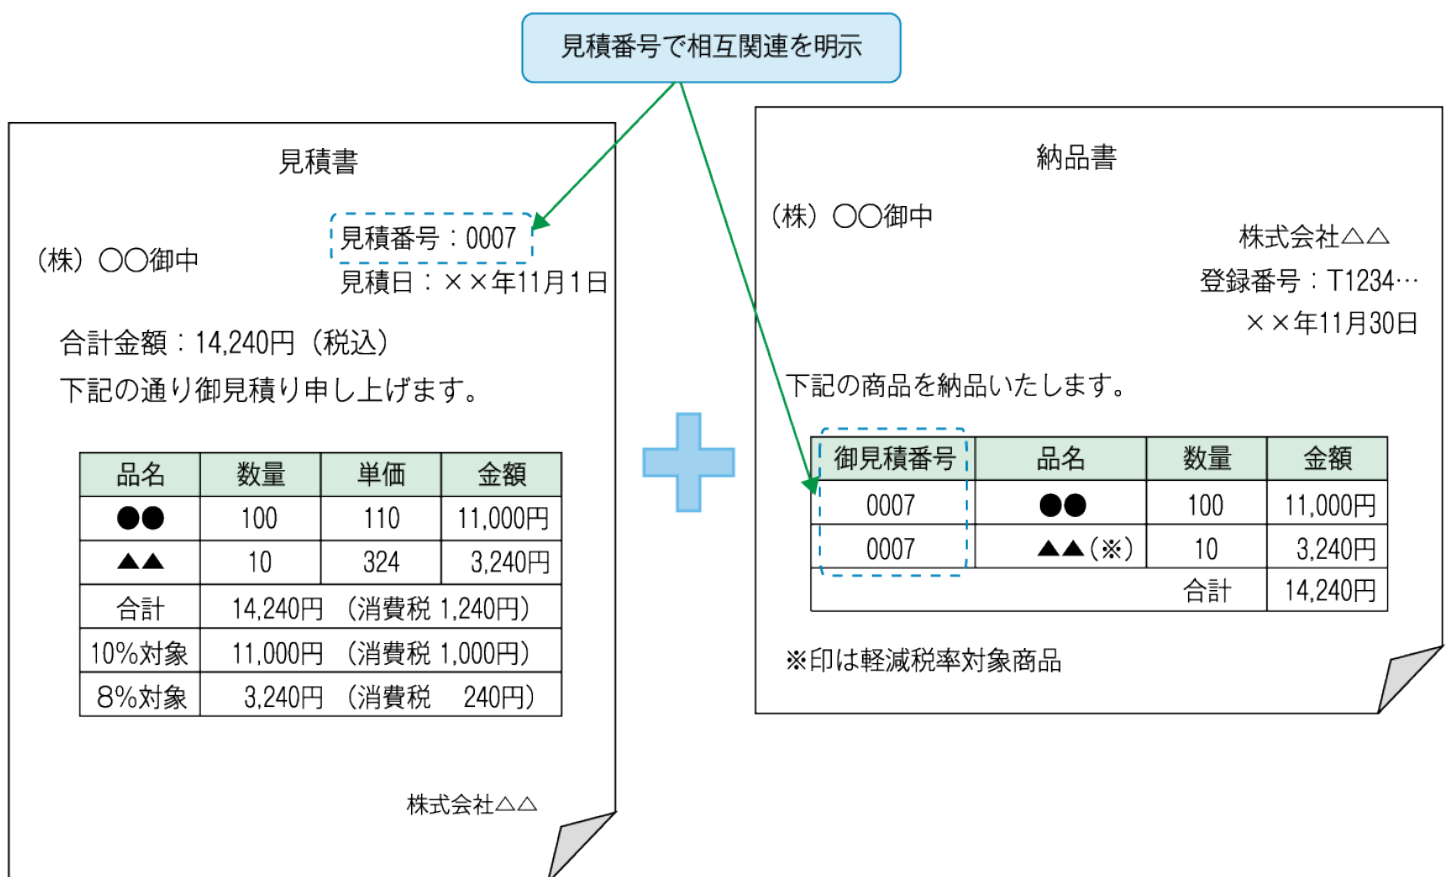 見積番号で相互関連を明示
見積書
見積番号：0007
(株) 〇〇御中
見積日：××年11月1日
合計金額：14,240円（税込）
下記の通り御見積り申し上げます。
品名 数量 単価 金額
●● 100 110 11,000円
▲▲ 10 324 3,240円
合計 14,240円 （消費税 1,240円）
10%対象 11,000円 （消費税 1,000円）
8%対象 3,240円 （消費税 240円）
株式会社△△
納品書
(株) 〇〇御中
株式会社△△
登録番号：T1234…
××年11月30日
下記の商品を納品いたします。
御見積番号 品名 数量 金額
0007 ●● 100 11,000円
0007 ▲▲(※) 10 3,240円
合計 14,240円
※印は軽減税率対象商品